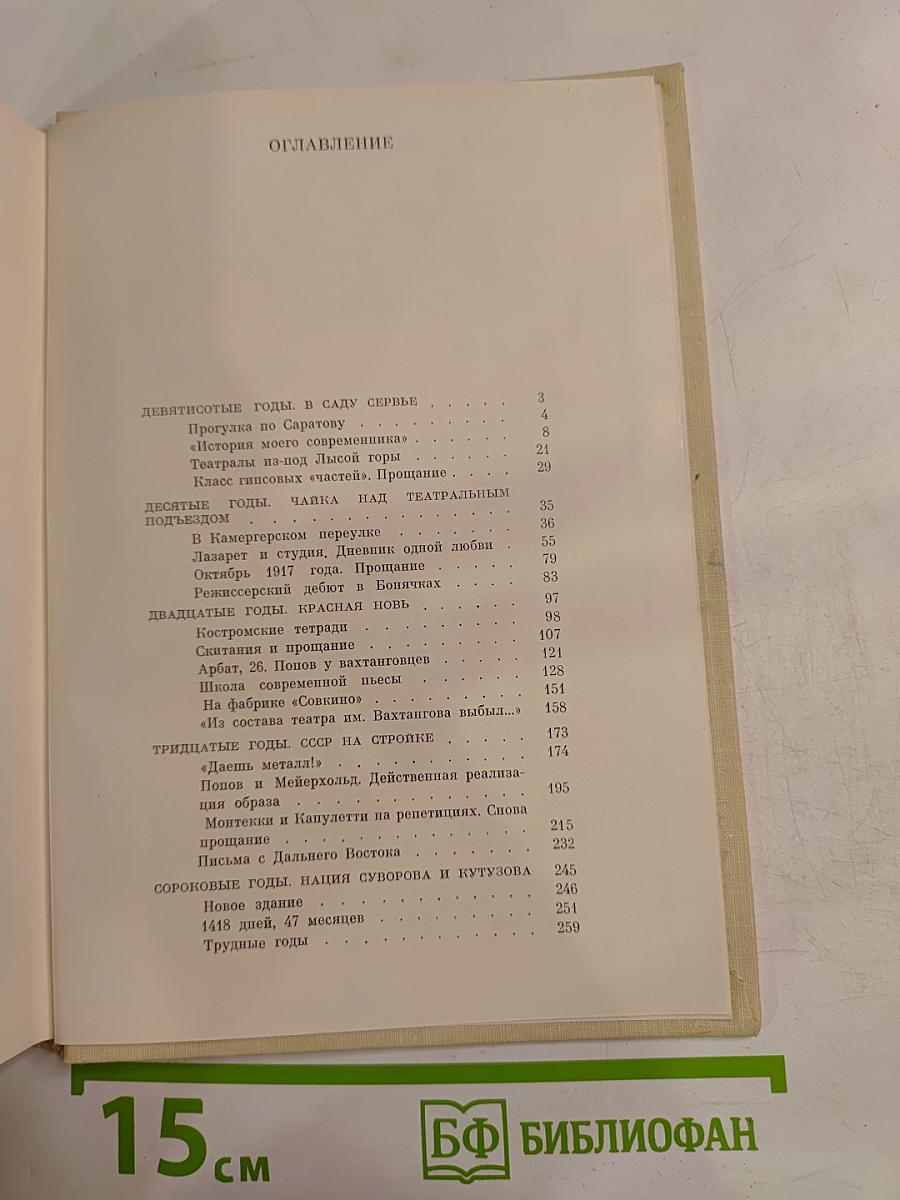 ОГЛАВЛЕНИЕ
ДЕВЯТИСОТЫЕ ГОДЫ. В САДУ СЕРВЬЕ . . . . . 3
Прогулка по Саратову . . . . . . . . . 4
«История моего современника» . . . . . . 8
Театралы из-под Лысой горы . . . . . . 21
Класс гипсовых «частей». Прощание . . . . 29
ДЕСЯТЫЕ ГОДЫ. ЧАЙКА НАД ТЕАТРАЛЬНЫМ
ПОДЪЕЗДОМ . . . . . . . . . . . . . . 35
В Камергерском переулке . . . . . . . 36
Лазарет и студия. Дневник одной любви . 55
Октябрь 1917 года. Прощание . . . . . 79
Режиссерский дебют в Бонячках . . . . 83
ДВАДЦАТЫЕ ГОДЫ. КРАСНАЯ НОВЬ . . . . . . 97
Костромские тетради . . . . . . . . . 98
Скитания и прощание . . . . . . . . . 107
Арбат, 26. Попов у вахтанговцев . . . . . 121
Школа современной пьесы . . . . . . 128
На фабрике «Совкино» . . . . . . . . 151
«Из состава театра им. Вахтангова выбыл...» 158
ТРИДЦАТЫЕ ГОДЫ. СССР НА СТРОЙКЕ . . . . . 173
«Даешь металл!» . . . . . . . . . . . 174
Попов и Мейерхольд. Действенная реализа-
ция образа . . . . . . . . . . . . . 195
Монтекки и Капулетти на репетициях. Снова
прощание . . . . . . . . . . . . . . 215
Письма с Дальнего Востока . . . . . . . 232
СОРОКОВЫЕ ГОДЫ. НАЦИЯ СУВОРОВА И КУТУЗОВА 245
Новое здание . . . . . . . . . . . . 246
1418 дней, 47 месяцев . . . . . . . . . 251
Трудные годы . . . . . . . . . . . . 259
15 см
БФ БИБЛИОФАН